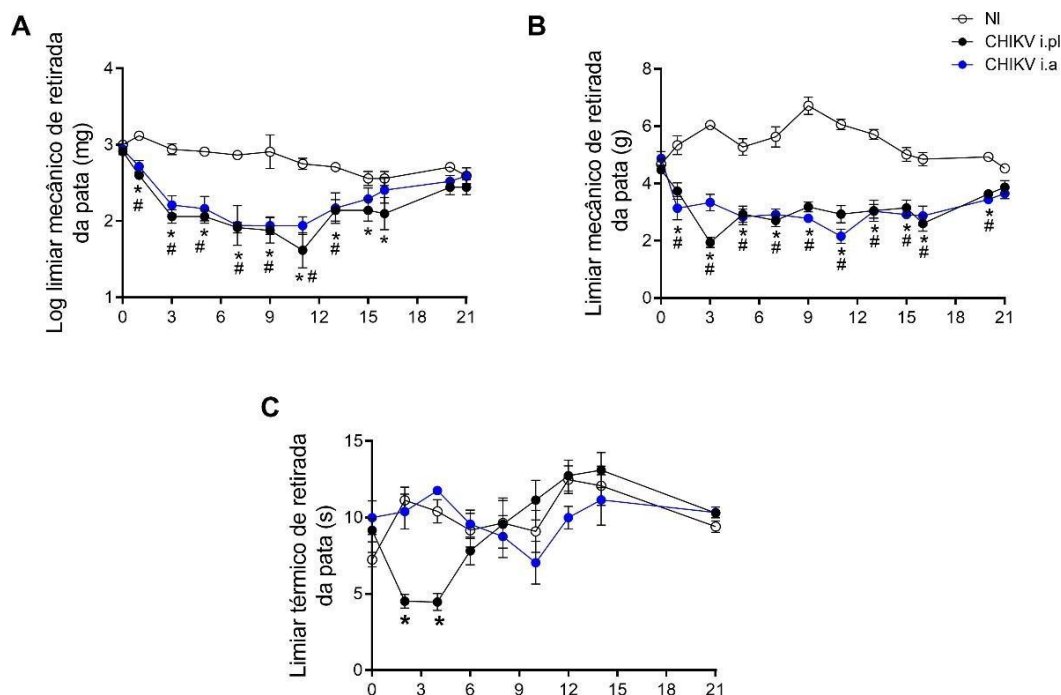 A
B
NI
CHIKV i.pl
CHIKV i.a
Log limiar mecânico de retirada
da pata (mg)
4
3
2
1
* # * # * # * # * # * # * # * *
0 3 6 9 12 15 18 21
Limiar mecânico de retirada
da pata (g)
8
6
4
2
0
* # * # * # * # * # * # * # * # * # * #
0 3 6 9 12 15 18 21
C
Limiar térmico de retirada
da pata (s)
15
10
5
0
* *
0 3 6 9 12 15 18 21